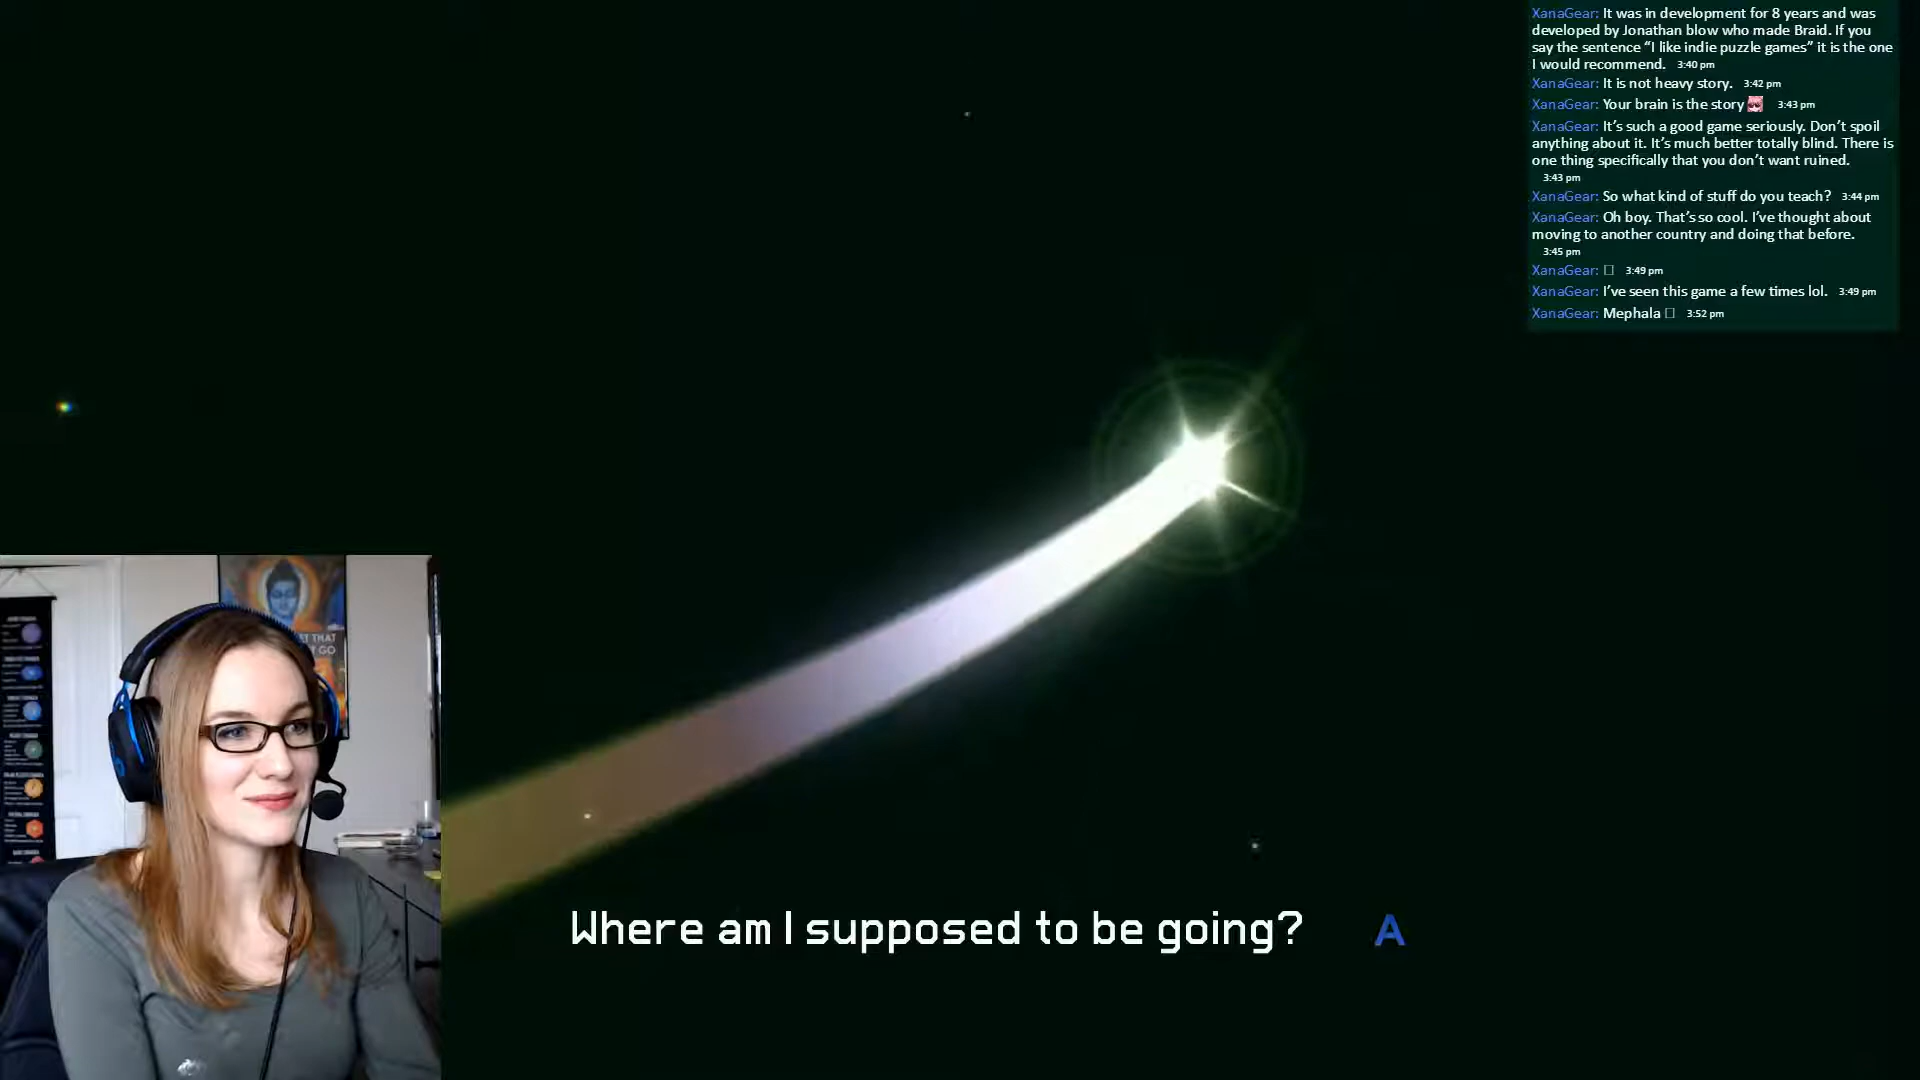 XanaGear: It was in development for 8 years and was
developed by Jonathan blow who made Braid. If you
say the sentence “I like indie puzzle games” it is the one
I would recommend. 3:40 pm
XanaGear: It is not heavy story. 3:42 pm
XanaGear: Your brain is the story 3:43 pm
XanaGear: It’s such a good game seriously. Don’t spoil
anything about it. It’s much better totally blind. There is
one thing specifically that you don’t want ruined.
3:43 pm
XanaGear: So what kind of stuff do you teach? 3:44 pm
XanaGear: Oh boy. That’s so cool. I’ve thought about
moving to another country and doing that before.
3:45 pm
XanaGear: 3:49 pm
XanaGear: I’ve seen this game a few times lol. 3:49 pm
XanaGear: Mephala 3:52 pm
THAT
GO
Where am I supposed to be going? A